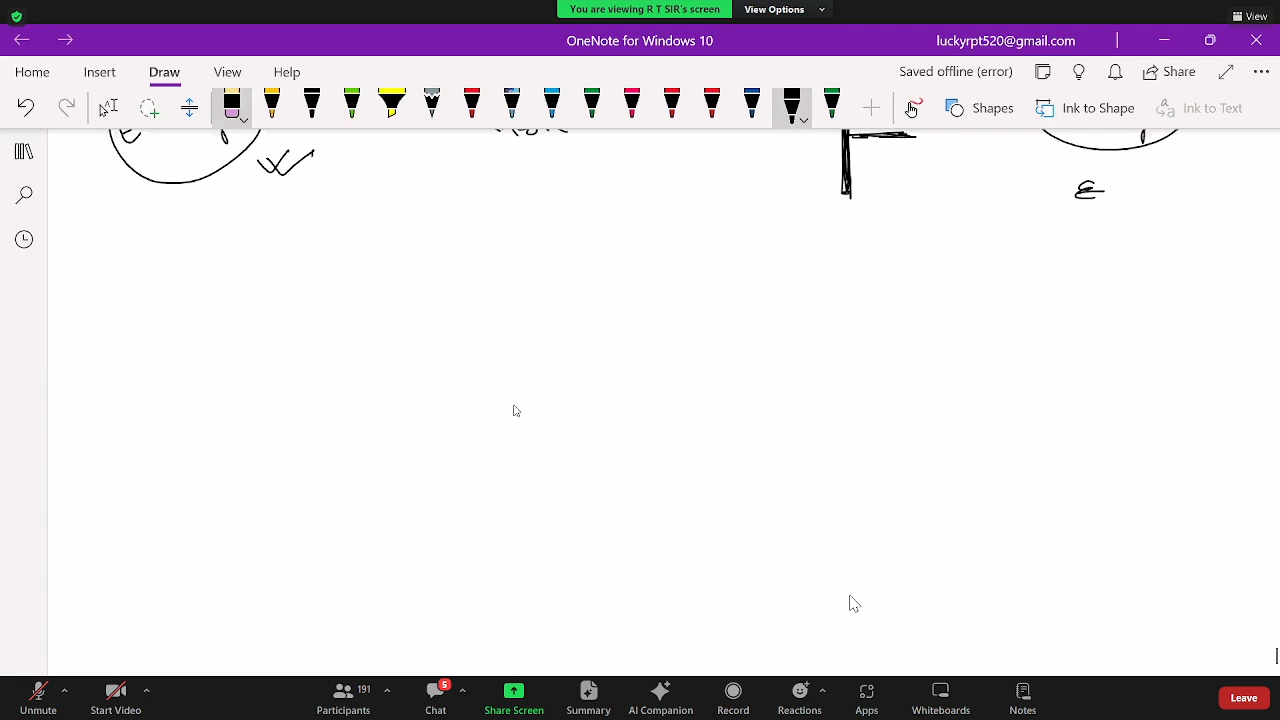 You are viewing R T SIR's screen View Options
View
OneNote for Windows 10 luckyrpt520@gmail.com
Home Insert Draw View Help Saved offline (error) Share
Shapes Ink to Shape Ink to Text
Unmute Start Video Participants 191 Chat 5 Share Screen Summary AI Companion Record Reactions Apps Whiteboards Notes Leave